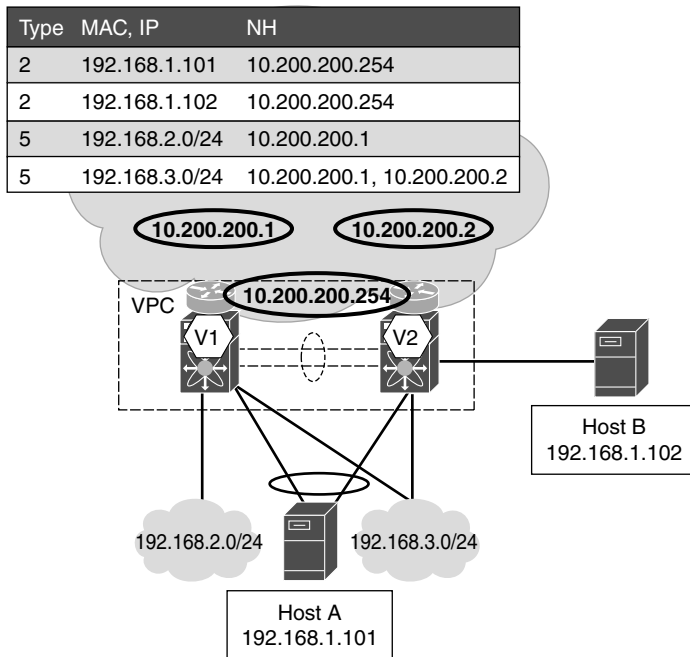 Type MAC, IP NH
2 192.168.1.101 10.200.200.254
2 192.168.1.102 10.200.200.254
5 192.168.2.0/24 10.200.200.1
5 192.168.3.0/24 10.200.200.1, 10.200.200.2
10.200.200.1 10.200.200.2
10.200.200.254
VPC
V1 V2
Host B
192.168.1.102
192.168.2.0/24 192.168.3.0/24
Host A
192.168.1.101